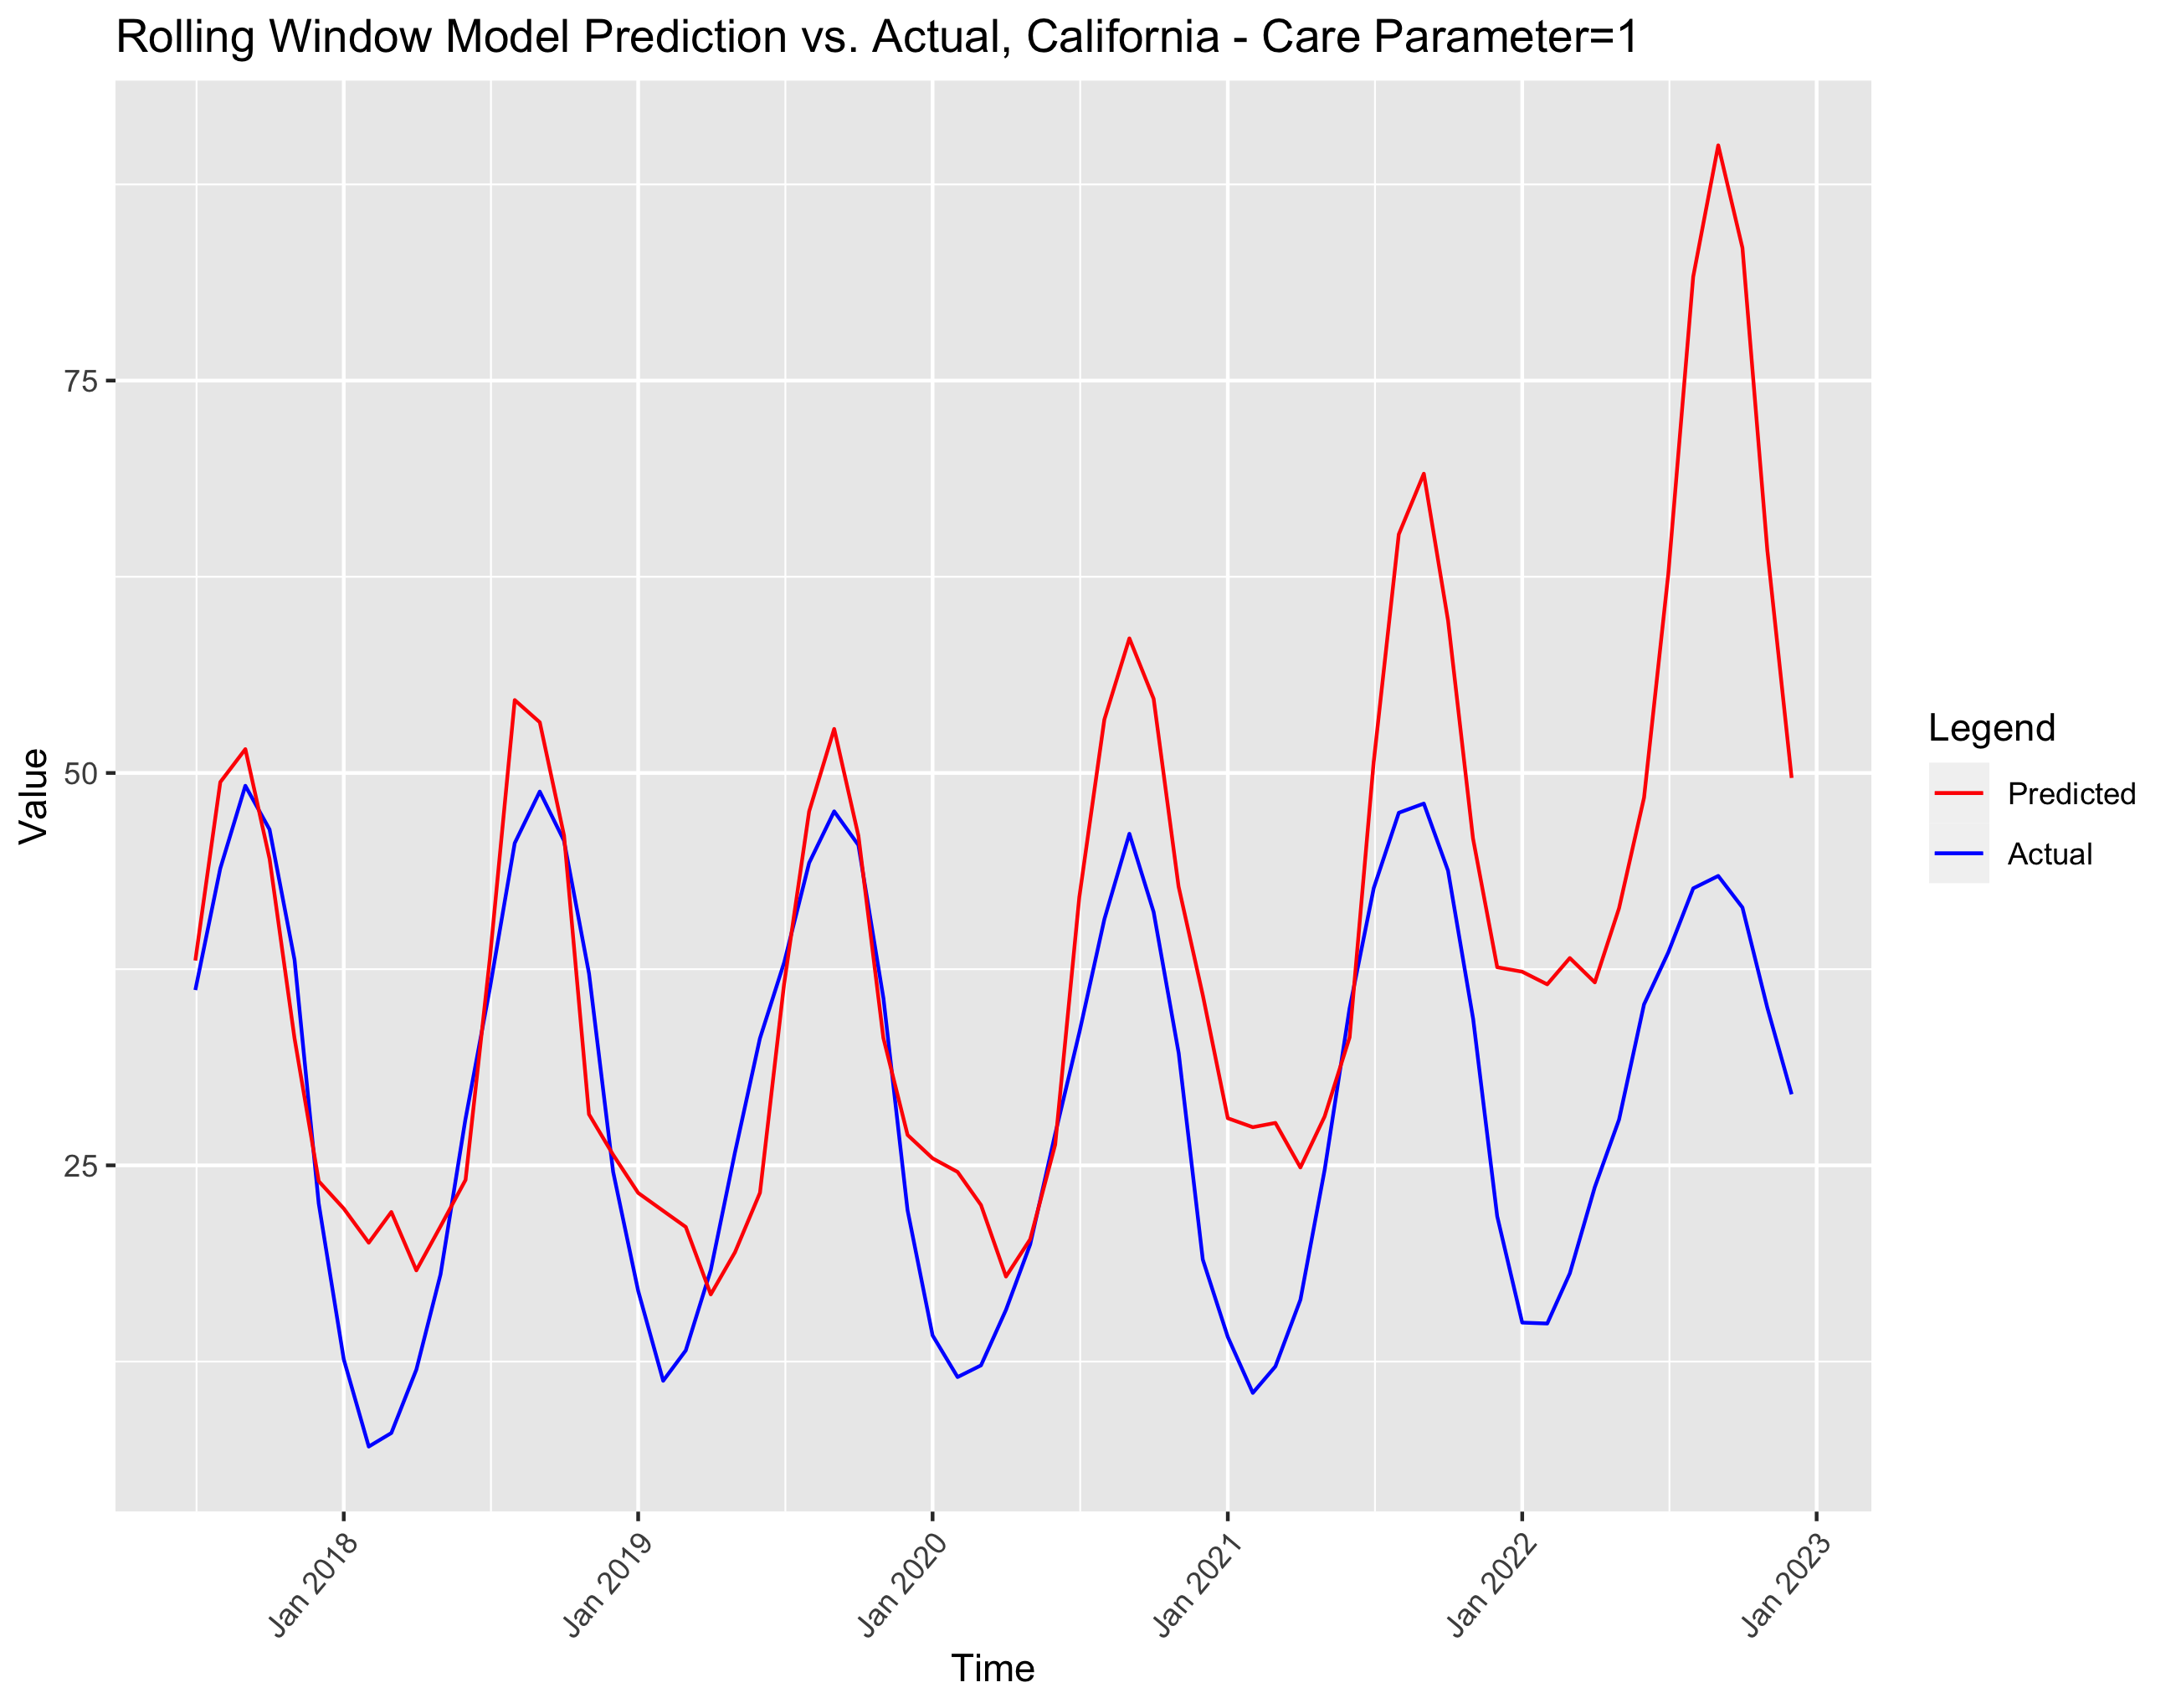 Rolling Window Model Prediction vs. Actual, California - Care Parameter=1
Value
75
50
25
Jan 2018
Jan 2019
Jan 2020
Jan 2021
Jan 2022
Jan 2023
Time
Legend
Predicted
Actual